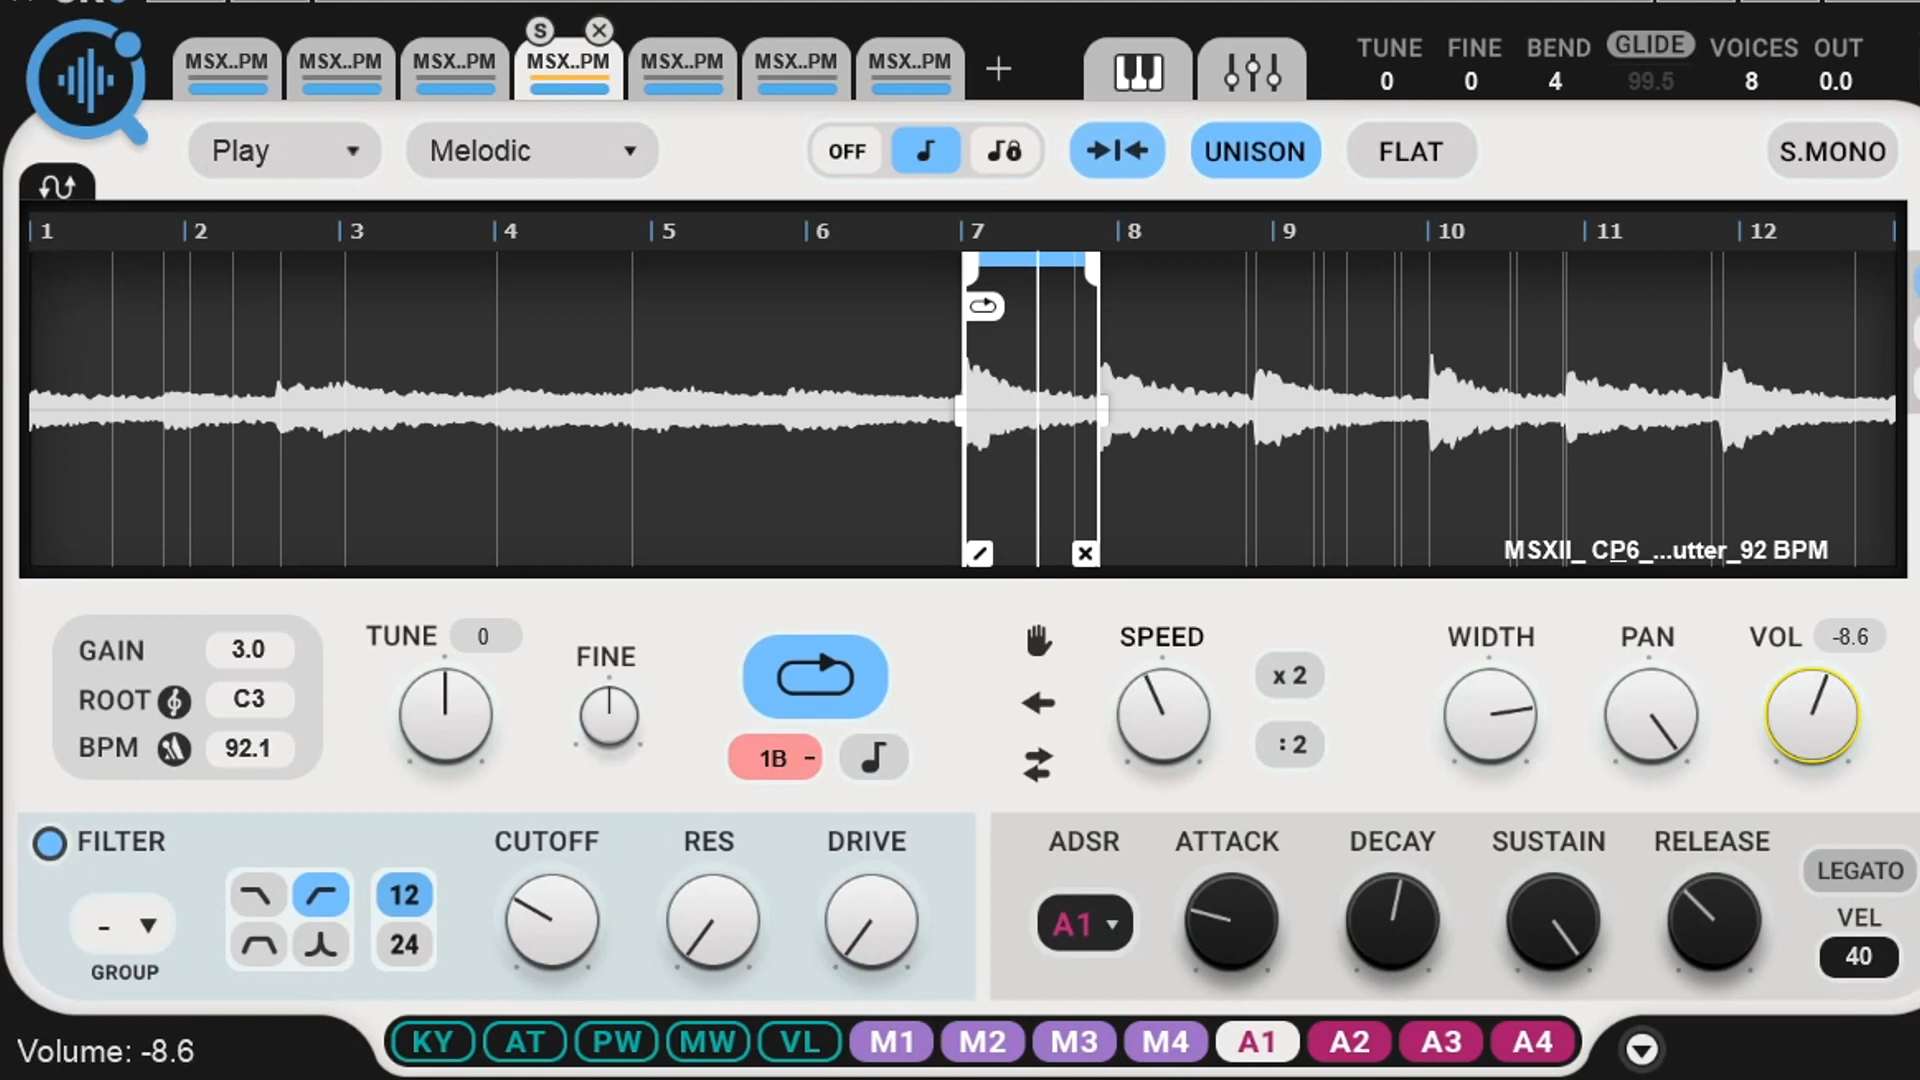 S
MSX..PM MSX..PM MSX..PM MSX..PM MSX..PM MSX..PM MSX..PM
TUNE FINE BEND GLIDE VOICES OUT
0 0 4 99.5 8 0.0
Play Melodic OFF UNISON FLAT S.MONO
1 2 3 4 5 6 7 8 9 10 11 12
MSXII_ CP6_...utter_92 BPM
GAIN 3.0
ROOT C3
BPM 92.1
TUNE 0
FINE
1B -
SPEED
x 2
: 2
WIDTH PAN VOL -8.6
FILTER CUTOFF RES DRIVE
- GROUP
12
24
ADSR ATTACK DECAY SUSTAIN RELEASE
A1
LEGATO
VEL
40
Volume: -8.6
KY AT PW MW VL M1 M2 M3 M4 A1 A2 A3 A4